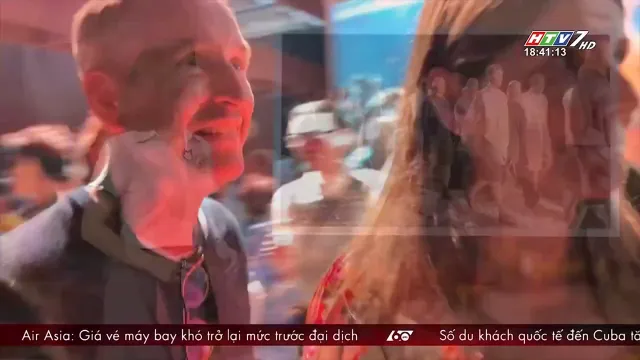 HTV7 HD
18:41:13
Air Asia: Giá vé máy bay khó trở lại mức trước đại dịch
60
Số du khách quốc tế đến Cuba tă